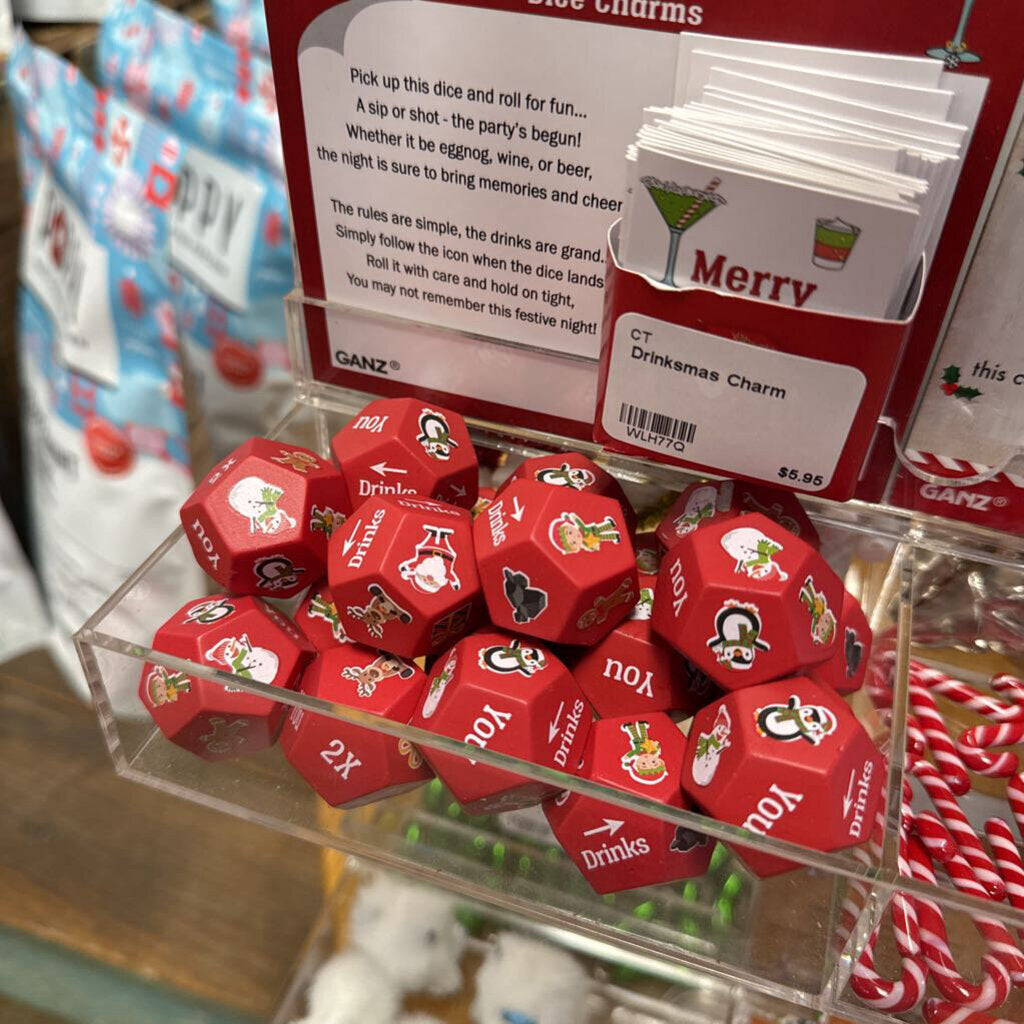 Dice Charms
Pick up this dice and roll for fun...
A sip or shot - the party's begun!
Whether it be eggnog, wine, or beer,
the night is sure to bring memories and cheer
The rules are simple, the drinks are grand.
Simply follow the icon when the dice lands
Roll it with care and hold on tight,
You may not remember this festive night!
GANZ®
Merry
CT
Drinksmas Charm
WLH77Q
$5.95
this c
GANZ®
PPY
You
Drinks
2X
You
Drinks
Drinks
Drinks
You
You
2X
You
Drinks
Drinks
You
Drinks